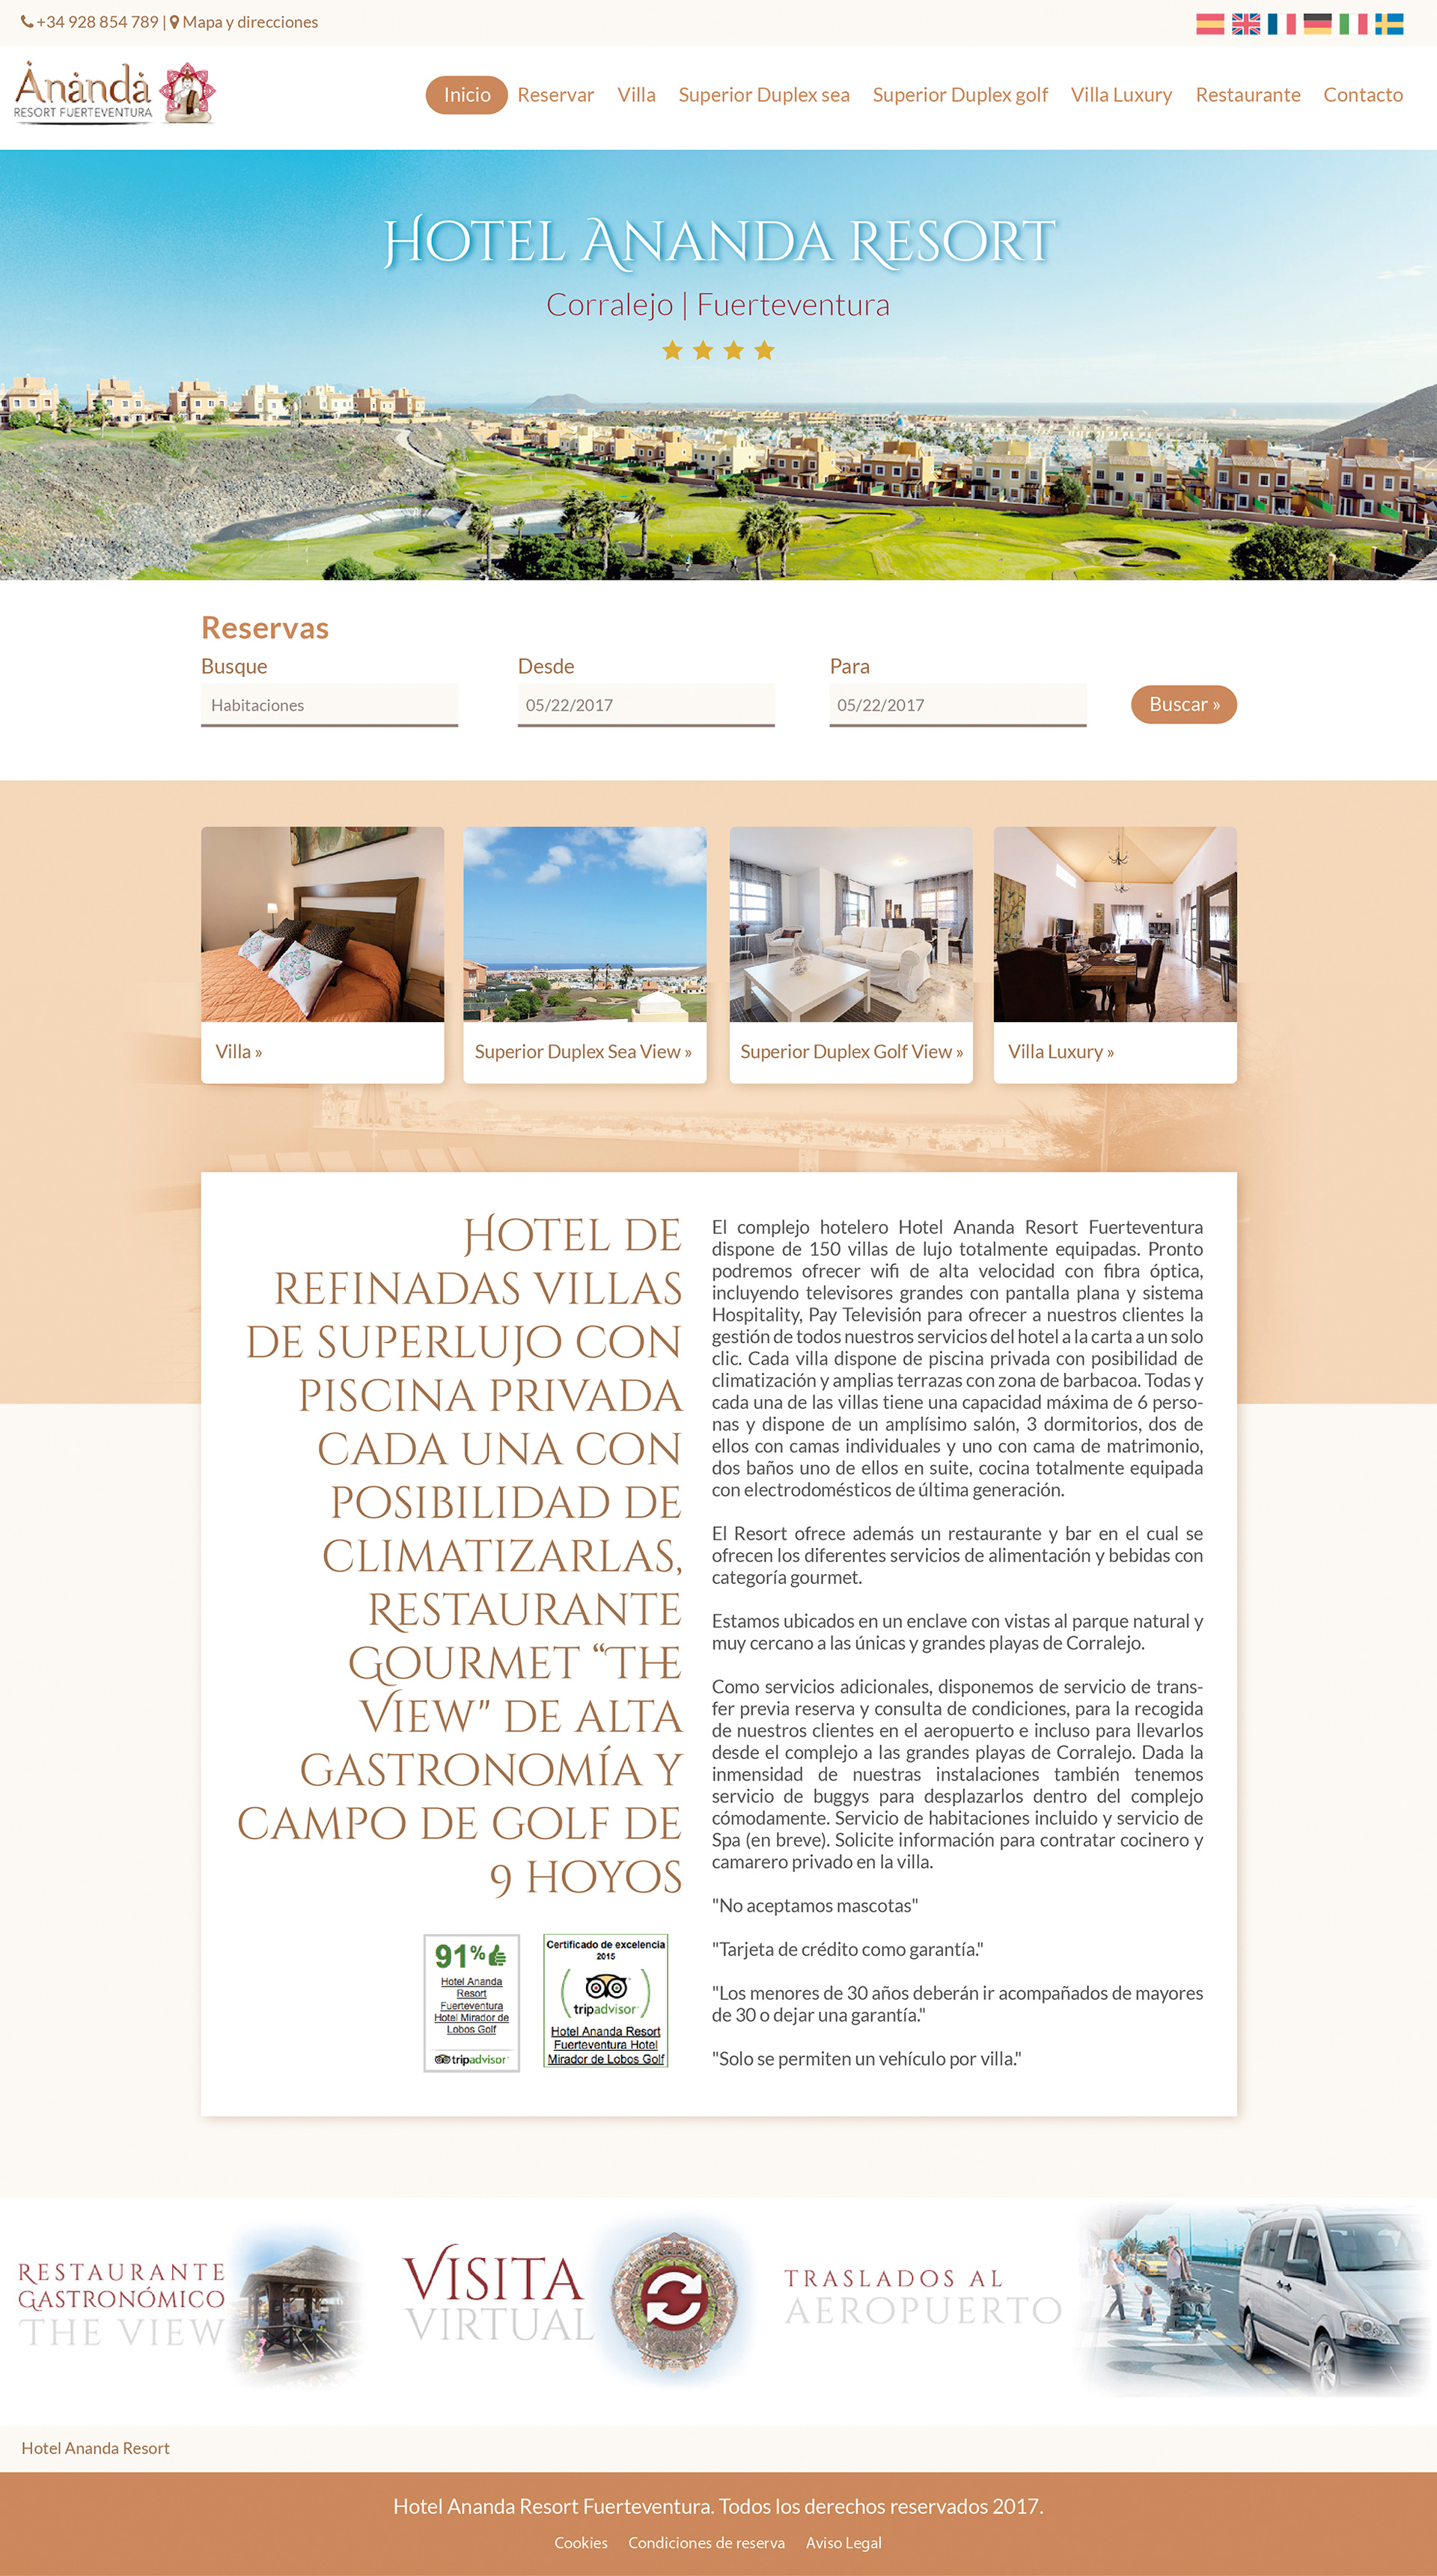 +34 928 854 789 | Mapa y direcciones
Ananda
RESORT FUERTEVENTURA
Inicio Reservar Villa Superior Duplex sea Superior Duplex golf Villa Luxury Restaurante Contacto
Hotel Ananda Resort
Corralejo | Fuerteventura
Reservas
Busque Desde Para
Habitaciones 05/22/2017 05/22/2017 Buscar »
Villa » Superior Duplex Sea View » Superior Duplex Golf View » Villa Luxury »
Hotel de
refinadas villas
de superlujo con
piscina privada
cada una con
posibilidad de
climatizarlas,
Restaurante
Gourmet “The
View" de alta
gastronomía y
campo de golf de
9 hoyos
91%
Hotel Ananda
Resort
Fuerteventura
Hotel Mirador de
Lobos Golf
tripadvisor
Certificado de excelencia
2015
tripadvisor
Hotel Ananda Resort
Fuerteventura Hotel
Mirador de Lobos Golf
El complejo hotelero Hotel Ananda Resort Fuerteventura
dispone de 150 villas de lujo totalmente equipadas. Pronto
podremos ofrecer wifi de alta velocidad con fibra óptica,
incluyendo televisores grandes con pantalla plana y sistema
Hospitality, Pay Televisión para ofrecer a nuestros clientes la
gestión de todos nuestros servicios del hotel a la carta a un solo
clic. Cada villa dispone de piscina privada con posibilidad de
climatización y amplias terrazas con zona de barbacoa. Todas y
cada una de las villas tiene una capacidad máxima de 6 perso-
nas y dispone de un amplísimo salón, 3 dormitorios, dos de
ellos con camas individuales y uno con cama de matrimonio,
dos baños uno de ellos en suite, cocina totalmente equipada
con electrodomésticos de última generación.
El Resort ofrece además un restaurante y bar en el cual se
ofrecen los diferentes servicios de alimentación y bebidas con
categoría gourmet.
Estamos ubicados en un enclave con vistas al parque natural y
muy cercano a las únicas y grandes playas de Corralejo.
Como servicios adicionales, disponemos de servicio de trans-
fer previa reserva y consulta de condiciones, para la recogida
de nuestros clientes en el aeropuerto e incluso para llevarlos
desde el complejo a las grandes playas de Corralejo. Dada la
inmensidad de nuestras instalaciones también tenemos
servicio de buggys para desplazarlos dentro del complejo
cómodamente. Servicio de habitaciones incluido y servicio de
Spa (en breve). Solicite información para contratar cocinero y
camarero privado en la villa.
"No aceptamos mascotas"
"Tarjeta de crédito como garantía."
"Los menores de 30 años deberán ir acompañados de mayores
de 30 o dejar una garantía."
"Solo se permiten un vehículo por villa."
Restaurante
Gastronómico
The View
Visita
Virtual
Traslados al
Aeropuerto
Hotel Ananda Resort
Hotel Ananda Resort Fuerteventura. Todos los derechos reservados 2017.
Cookies Condiciones de reserva Aviso Legal